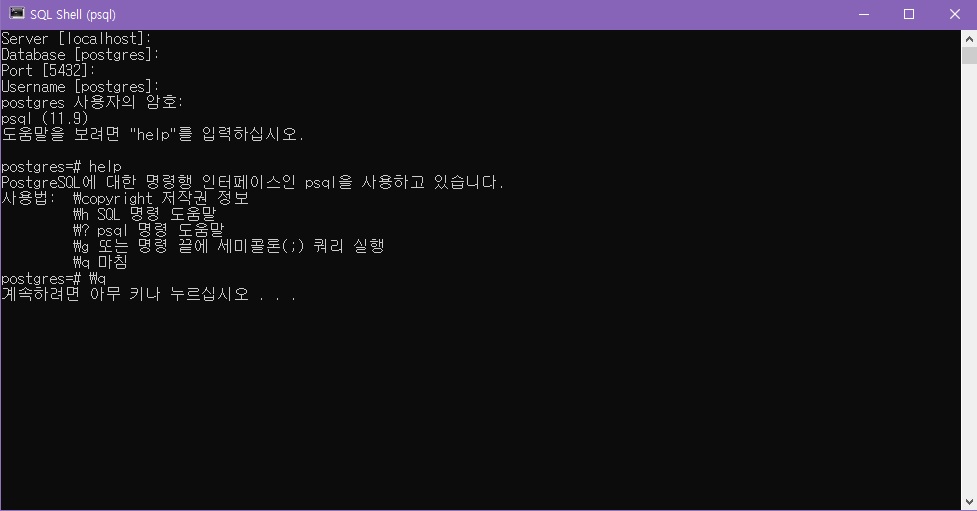 SQL Shell (psql)
Server [localhost]:
Database [postgres]:
Port [5432]:
Username [postgres]:
postgres 사용자의 암호:
psql (11.9)
도움말을 보려면 "help"를 입력하십시오.
postgres=# help
PostgreSQL에 대한 명령행 인터페이스인 psql을 사용하고 있습니다.
사용법:  ₩copyright 저작권 정보
₩h SQL 명령 도움말
₩? psql 명령 도움말
₩g 또는 명령 끝에 세미콜론(;) 쿼리 실행
₩q 마침
postgres=# ₩q
계속하려면 아무 키나 누르십시오 . . .